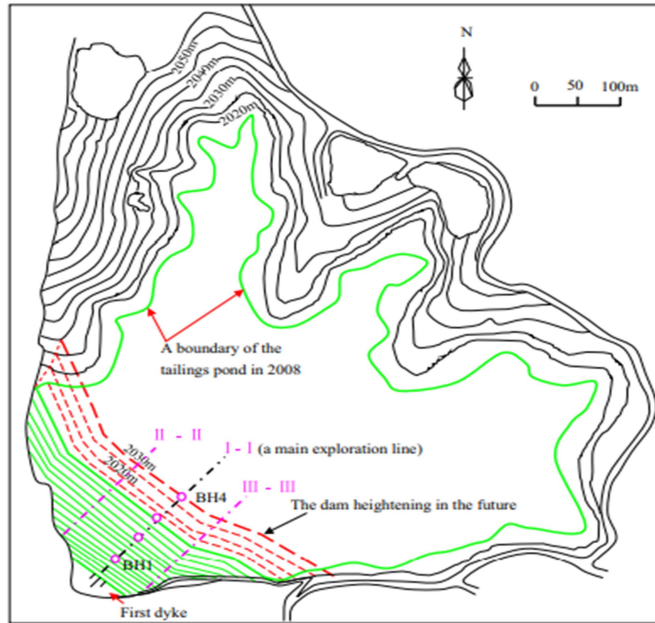 N
0 50 100m
2050m
2040m
2030m
2020m
A boundary of the
tailings pond in 2008
II - II
I - I (a main exploration line)
2030m
2020m
III - III
BH4
The dam heightening in the future
BH1
First dyke